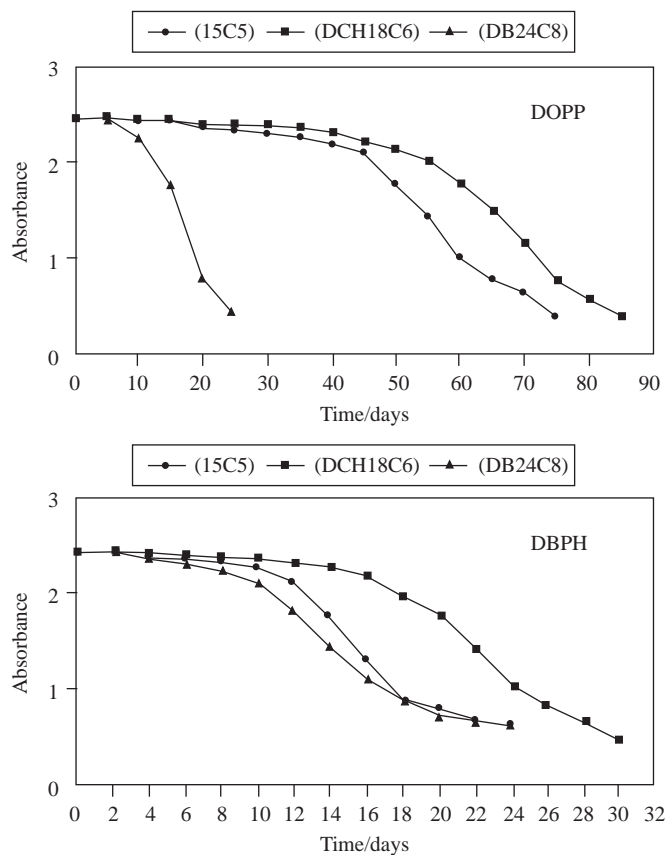 (15C5) (DCH18C6) (DB24C8)
3
DOPP
2
Absorbance
1
0
0 10 20 30 40 50 60 70 80 90
Time/days
(15C5) (DCH18C6) (DB24C8)
3
DBPH
2
Absorbance
1
0
0 2 4 6 8 10 12 14 16 18 20 22 24 26 28 30 32
Time/days